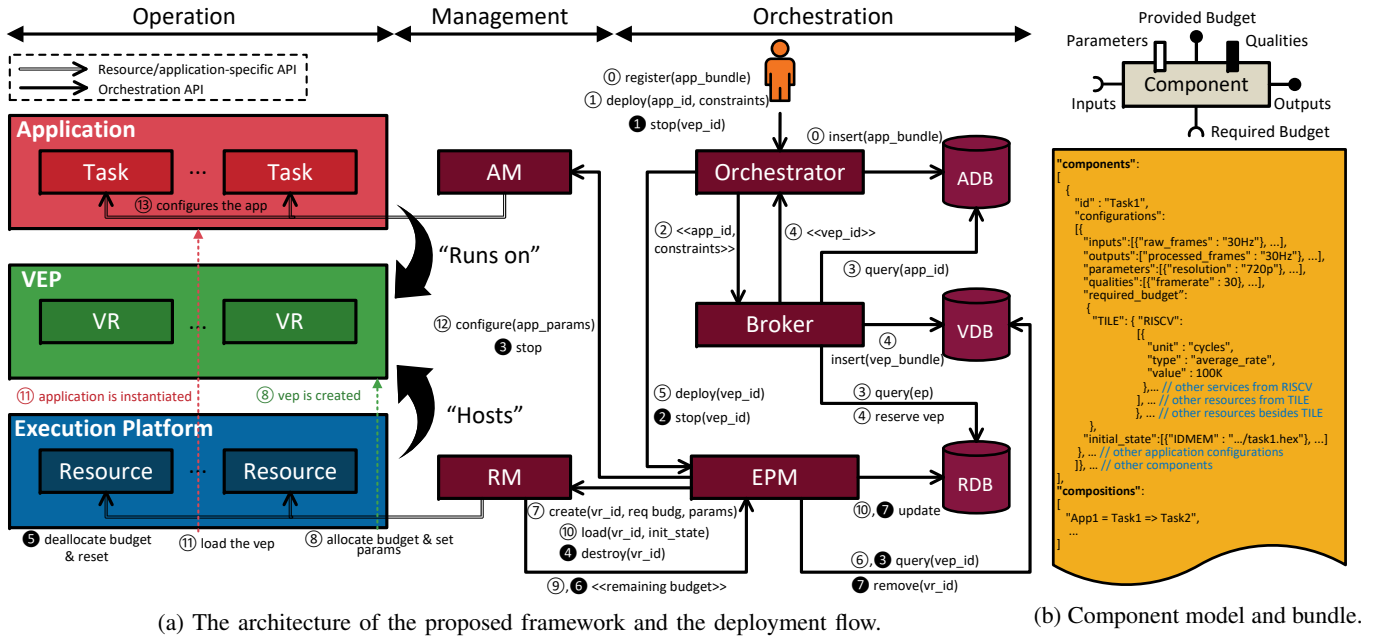 Operation
Management
Orchestration
Resource/application-specific API
Orchestration API
Application
Task
...
Task
⑬ configures the app
VEP
VR
...
VR
⑪ application is instantiated
⑧ vep is created
Execution Platform
Resource
...
Resource
❺ deallocate budget
& reset
⑪ load the vep
⑧ allocate budget & set
params
AM
"Runs on"
⑫ configure(app_params)
❸ stop
"Hosts"
RM
⑦ create(vr_id, req budg, params)
⑩ load(vr_id, init_state)
❹ destroy(vr_id)
⑨, ❻ <<remaining budget>>
⓪ register(app_bundle)
① deploy(app_id, constraints)
❶ stop(vep_id)
⓪ insert(app_bundle)
Orchestrator
ADB
② <<app_id,
constraints>>
④ <<vep_id>>
③ query(app_id)
Broker
VDB
④
insert(vep_bundle)
⑤ deploy(vep_id)
❷ stop(vep_id)
③ query(ep)
④ reserve vep
EPM
RDB
⑩, ❼ update
⑥, ❸ query(vep_id)
❼ remove(vr_id)
(a) The architecture of the proposed framework and the deployment flow.
Provided Budget
Parameters
Qualities
Component
Inputs
Outputs
Required Budget
"components":
[
{
"id" : "Task1",
"configurations":
[{
"inputs":[{"raw_frames" : "30Hz"}, ...],
"outputs":["processed_frames" : "30Hz"}, ...],
"parameters":[{"resolution" : "720p"}, ...],
"qualities":[{"framerate" : 30}, ...],
"required_budget":
{
"TILE": { "RISCV":
[{
"unit" : "cycles",
"type" : "average_rate",
"value" : 100K
},... // other services from RISCV
], ... // other resources from TILE
}, ... // other resources besides TILE
},
"initial_state":[{"IDMEM" : ".../task1.hex"}, ...]
}, ... // other application configurations
]}, ... // other components
],
"compositions":
[
"App1 = Task1 => Task2",
...
]
(b) Component model and bundle.